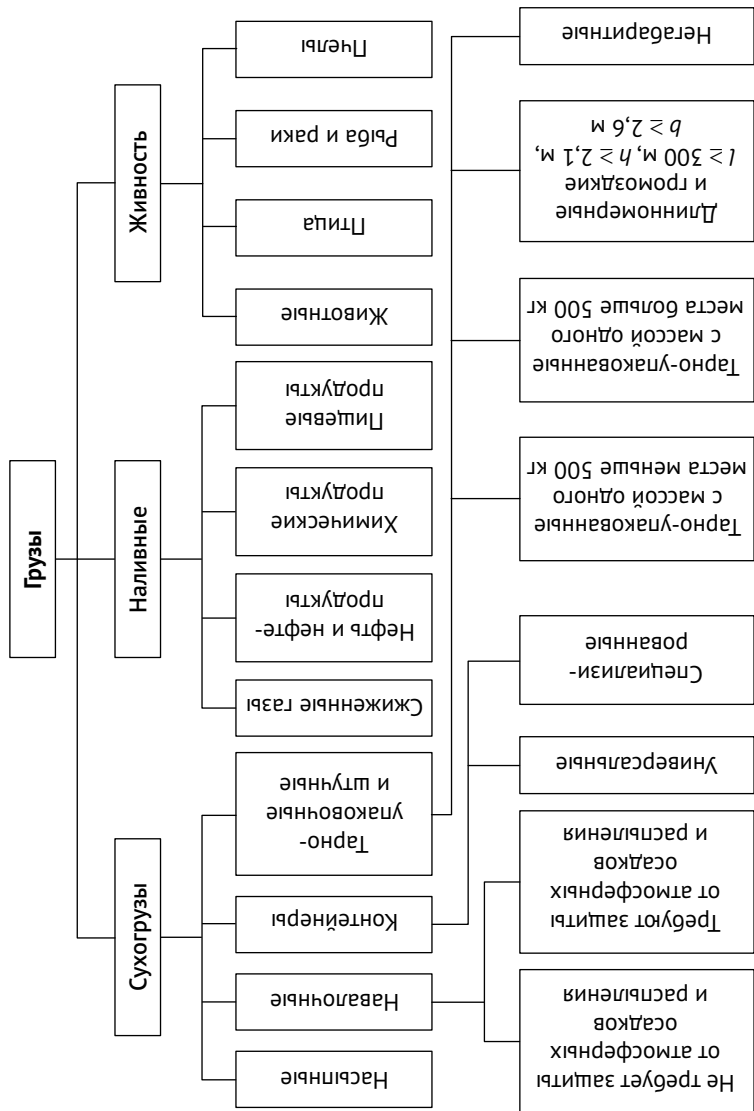 Грузы
Сухогрузы
Наливные
Живность
Насыпные
Навалочные
Контейнеры
Тарно-
упаковочные
и штучные
Сжиженные газы
Нефть и нефте-
продукты
Химические
продукты
Пищевые
продукты
Животные
Птица
Рыба и раки
Пчелы
Не требует защиты
от атмосферных
осадков
и распыления
Требуют защиты
от атмосферных
осадков
и распыления
Универсальные
Специализи-
рованные
Тарно-упакованные
с массой одного
места меньше 500 кг
Тарно-упакованные
с массой одного
места больше 500 кг
Длинномерные
и громоздкие
l ≥ 300 м, h ≥ 2,1 м,
b ≥ 2,6 м
Негабаритные